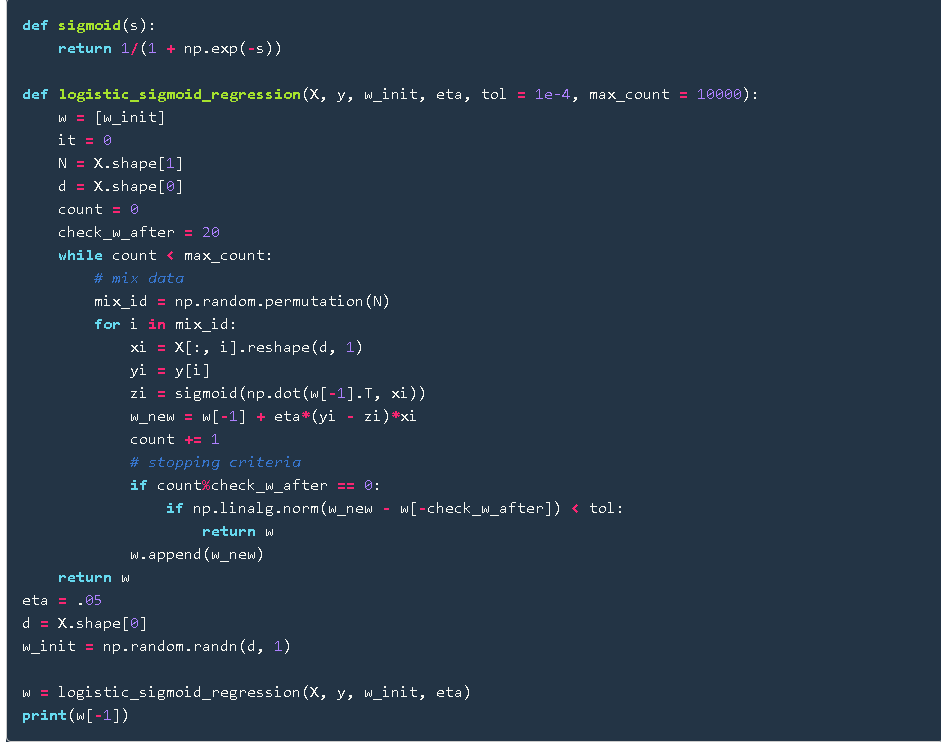 def sigmoid(s):
    return 1/(1 + np.exp(-s))

def logistic_sigmoid_regression(X, y, w_init, eta, tol = 1e-4, max_count = 10000):
    w = [w_init]
    it = 0
    N = X.shape[1]
    d = X.shape[0]
    count = 0
    check_w_after = 20
    while count < max_count:
        # mix data
        mix_id = np.random.permutation(N)
        for i in mix_id:
            xi = X[:, i].reshape(d, 1)
            yi = y[i]
            zi = sigmoid(np.dot(w[-1].T, xi))
            w_new = w[-1] + eta*(yi - zi)*xi
            count += 1
            # stopping criteria
            if count%check_w_after == 0:
                if np.linalg.norm(w_new - w[-check_w_after]) < tol:
                    return w
            w.append(w_new)
    return w
eta = .05
d = X.shape[0]
w_init = np.random.randn(d, 1)

w = logistic_sigmoid_regression(X, y, w_init, eta)
print(w[-1])